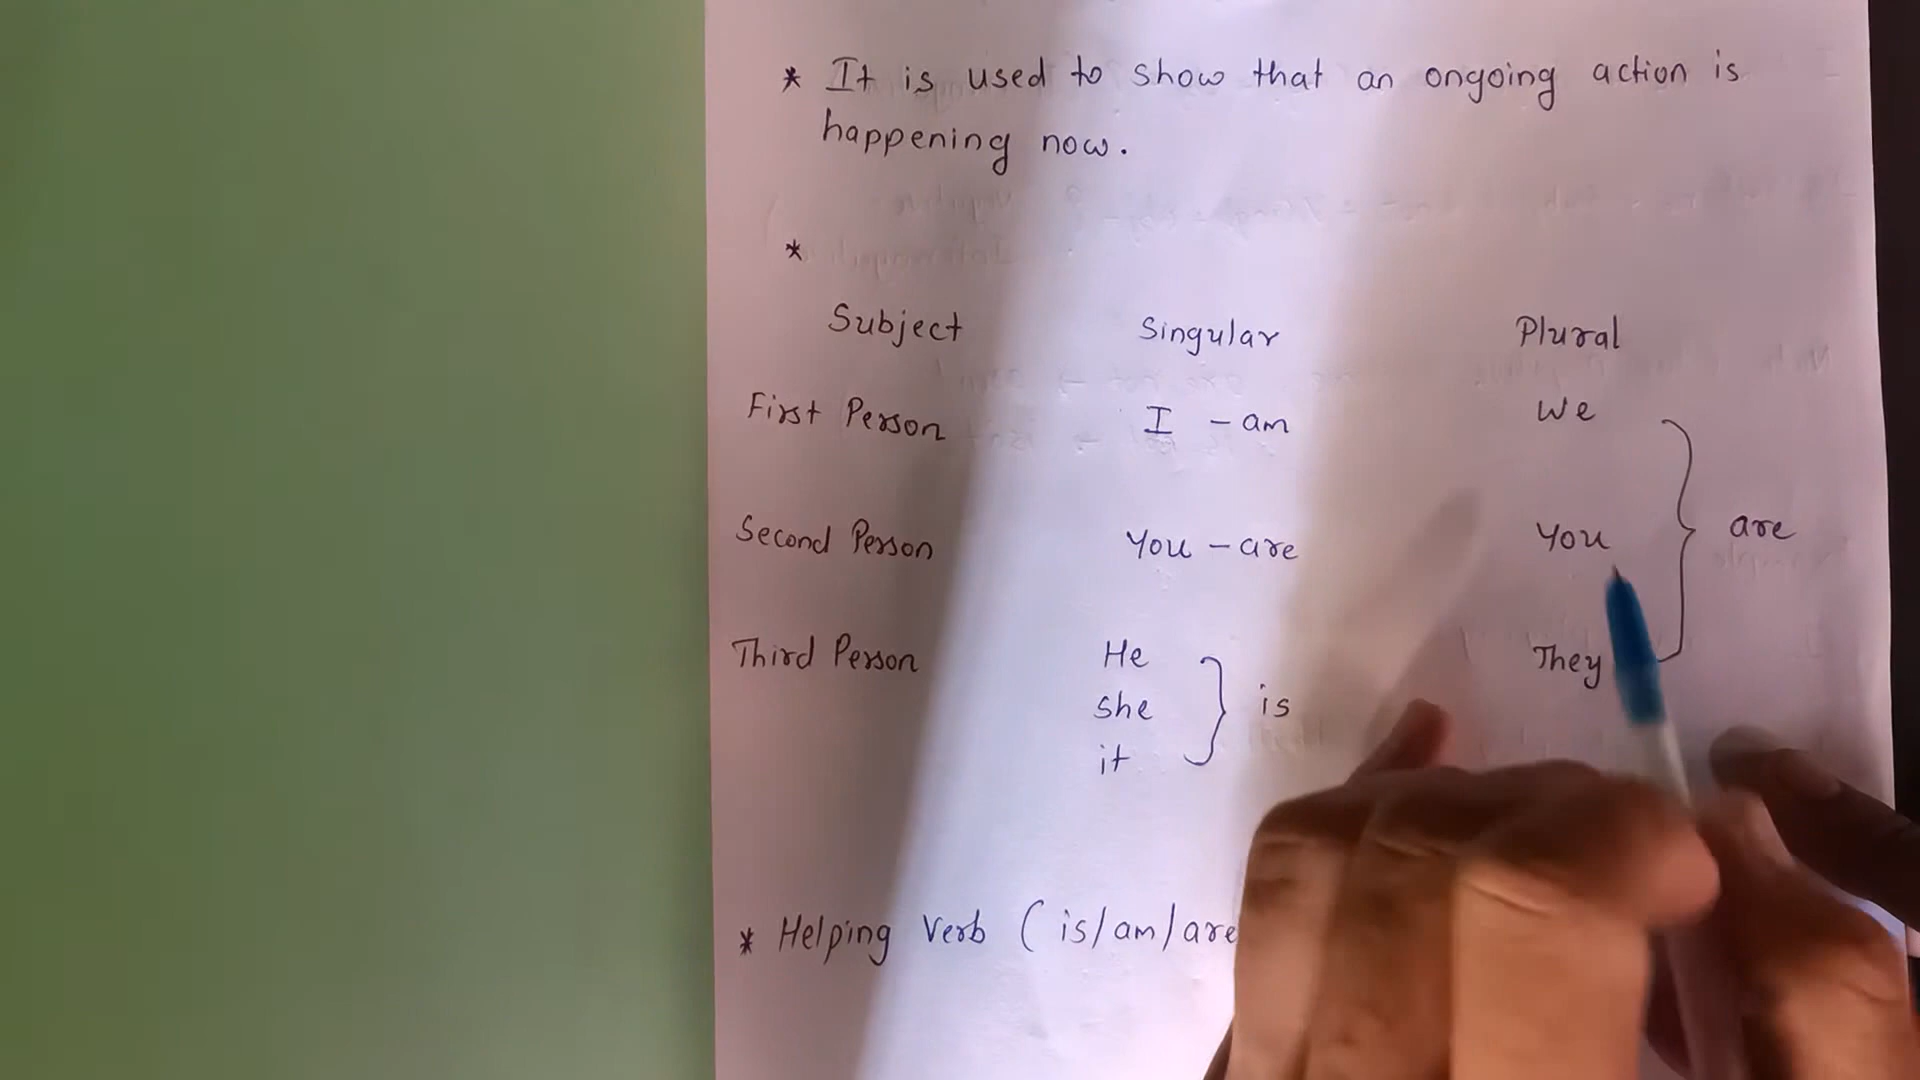 * It is used to show that an ongoing action is
happening now.
*
Subject Singular Plural
First Person I - am We
Second Person You - are You } are
Third Person He They
she } is
it
* Helping Verb ( is/am/are